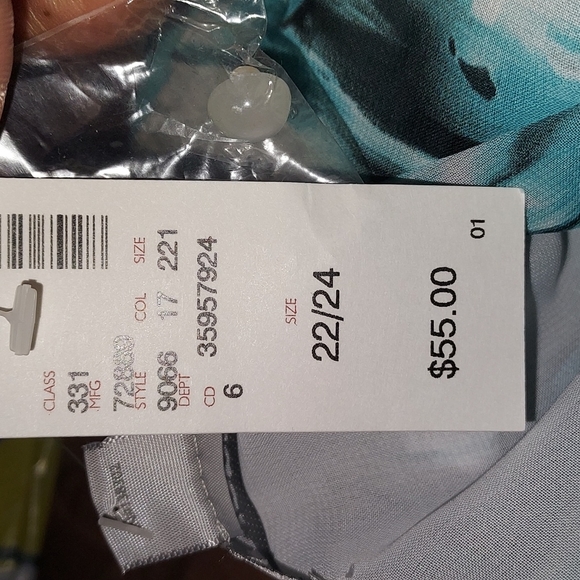 CLASS
331
MFG
STYLE COL SIZE
9066 17 221
DEPT
CD 35957924
6
SIZE
22/24
$55.00
01